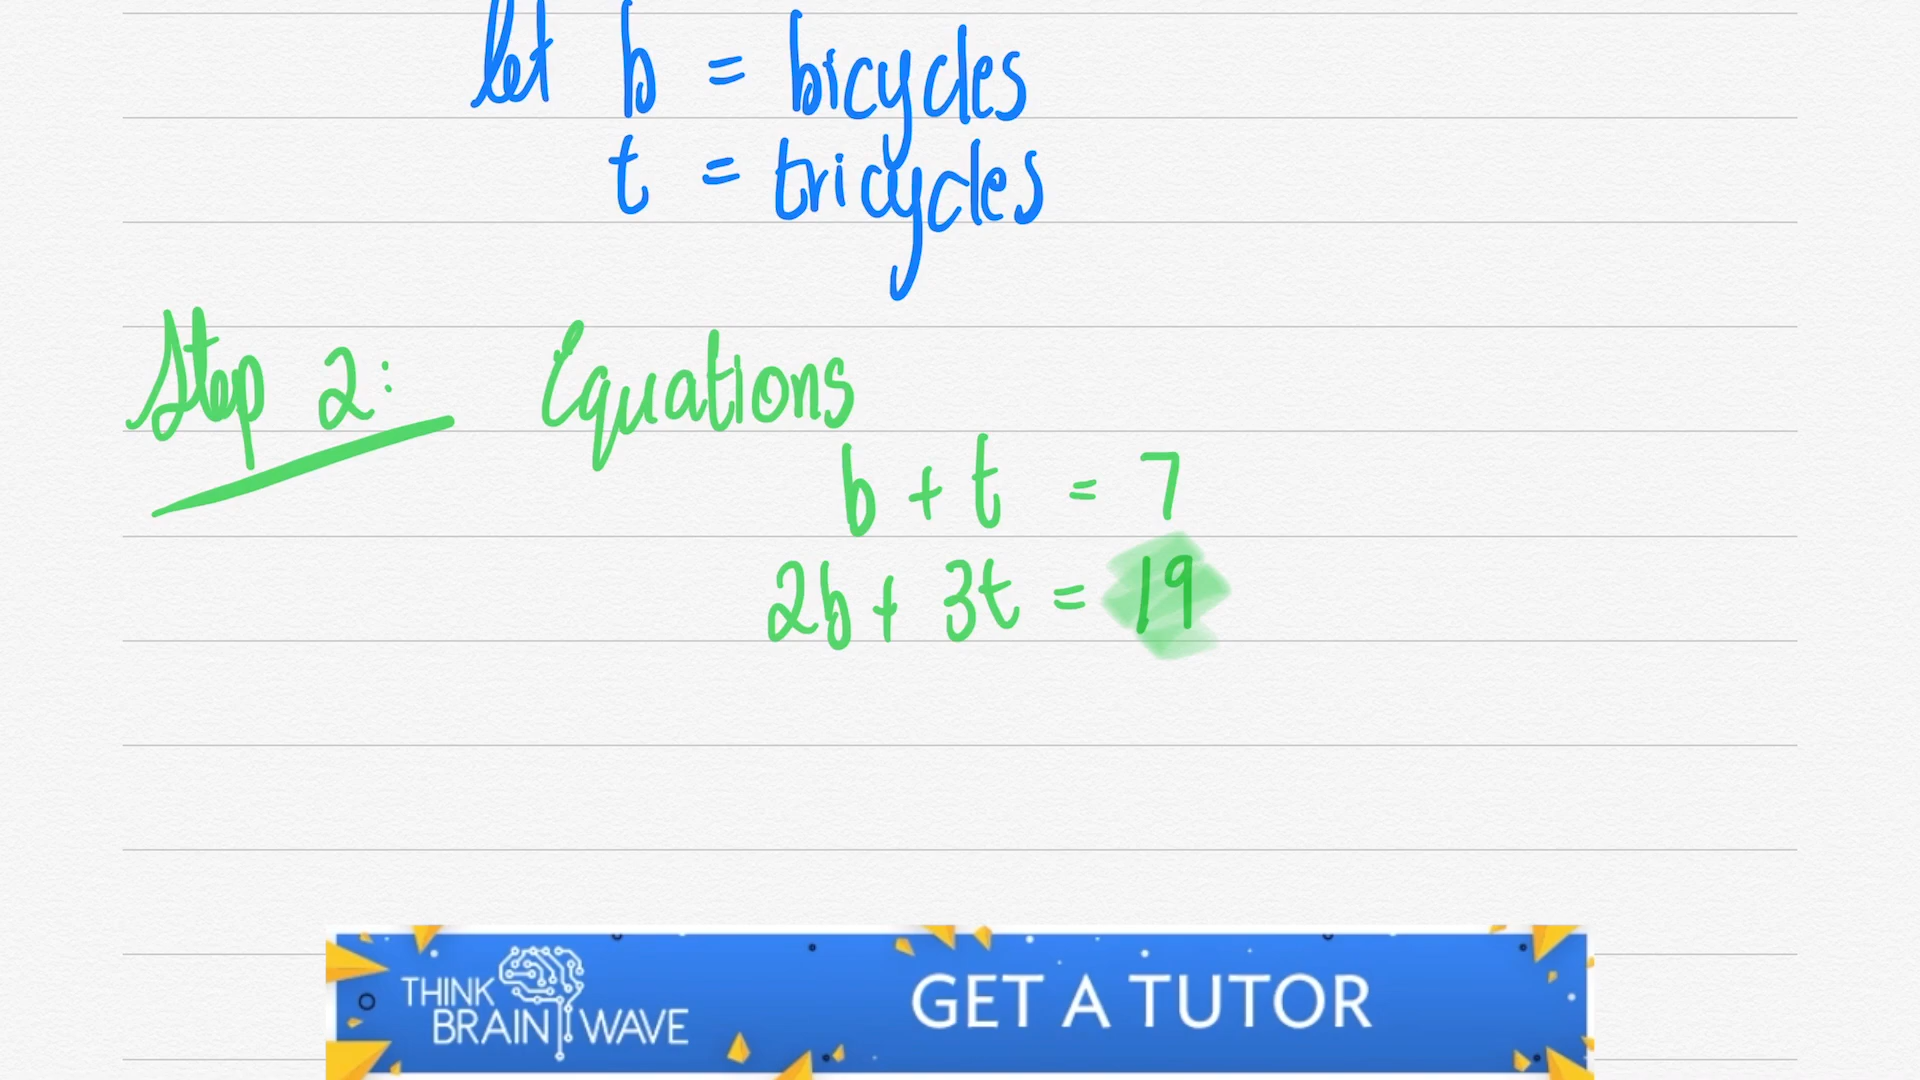 let b = bicycles
t = tricycles
Step 2: Equations
b + t = 7
2b + 3t = 19
THINK
BRAIN WAVE
GET A TUTOR